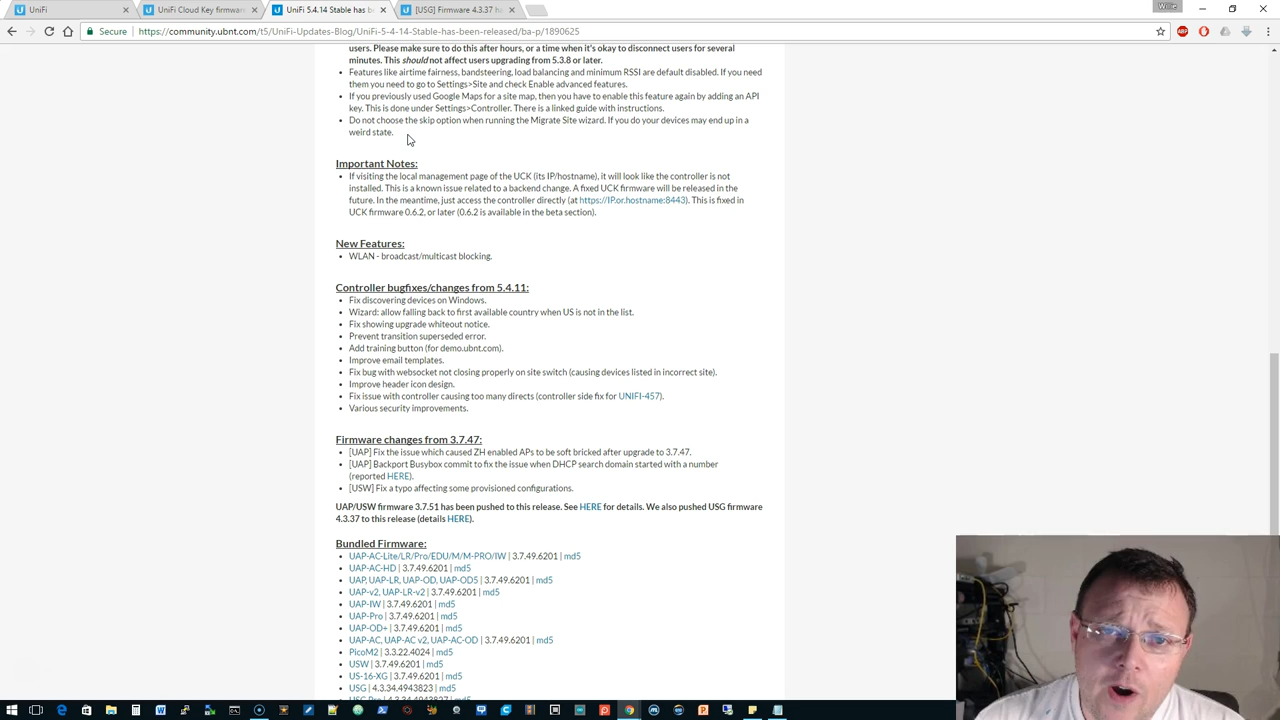 UniFi
UniFi Cloud Key firmware
UniFi 5.4.14 Stable has b
[USG] Firmware 4.3.37 h
Willie
Secure
https://community.ubnt.com/t5/UniFi-Updates-Blog/UniFi-5-4-14-Stable-has-been-released/ba-p/1890625
users. Please make sure to do this after hours, or a time when it's okay to disconnect users for several
minutes. This should not affect users upgrading from 5.3.8 or later.
Features like airtime fairness, bandsteering, load balancing and minimum RSSI are default disabled. If you need
them you need to go to Settings>Site and check Enable advanced features.
If you previously used Google Maps for a site map, then you have to enable this feature again by adding an API
key. This is done under Settings>Controller. There is a linked guide with instructions.
Do not choose the skip option when running the Migrate Site wizard. If you do your devices may end up in a
weird state.
Important Notes:
If visiting the local management page of the UCK (its IP/hostname), it will look like the controller is not
installed. This is a known issue related to a backend change. A fixed UCK firmware will be released in the
future. In the meantime, just access the controller directly (at https://IP.or.hostname:8443). This is fixed in
UCK firmware 0.6.2, or later (0.6.2 is available in the beta section).
New Features:
WLAN - broadcast/multicast blocking.
Controller bugfixes/changes from 5.4.11:
Fix discovering devices on Windows.
Wizard: allow falling back to first available country when US is not in the list.
Fix showing upgrade whiteout notice.
Prevent transition superseded error.
Add training button (for demo.ubnt.com).
Improve email templates.
Fix bug with websocket not closing properly on site switch (causing devices listed in incorrect site).
Improve header icon design.
Fix issue with controller causing too many directs (controller side fix for UNIFI-457).
Various security improvements.
Firmware changes from 3.7.47:
[UAP] Fix the issue which caused ZH enabled APs to be soft bricked after upgrade to 3.7.47.
[UAP] Backport Busybox commit to fix the issue when DHCP search domain started with a number
(reported HERE).
[USW] Fix a typo affecting some provisioned configurations.
UAP/USW firmware 3.7.51 has been pushed to this release. See HERE for details. We also pushed USG firmware
4.3.37 to this release (details HERE).
Bundled Firmware:
UAP-AC-Lite/LR/Pro/EDU/M/M-PRO/IW | 3.7.49.6201 | md5
UAP-AC-HD | 3.7.49.6201 | md5
UAP, UAP-LR, UAP-OD, UAP-OD5 | 3.7.49.6201 | md5
UAP-v2, UAP-LR-v2 | 3.7.49.6201 | md5
UAP-IW | 3.7.49.6201 | md5
UAP-Pro | 3.7.49.6201 | md5
UAP-OD+ | 3.7.49.6201 | md5
UAP-AC, UAP-AC v2, UAP-AC-OD | 3.7.49.6201 | md5
PicoM2 | 3.3.22.4024 | md5
USW | 3.7.49.6201 | md5
US-16-XG | 3.7.49.6201 | md5
USG | 4.3.34.4943823 | md5